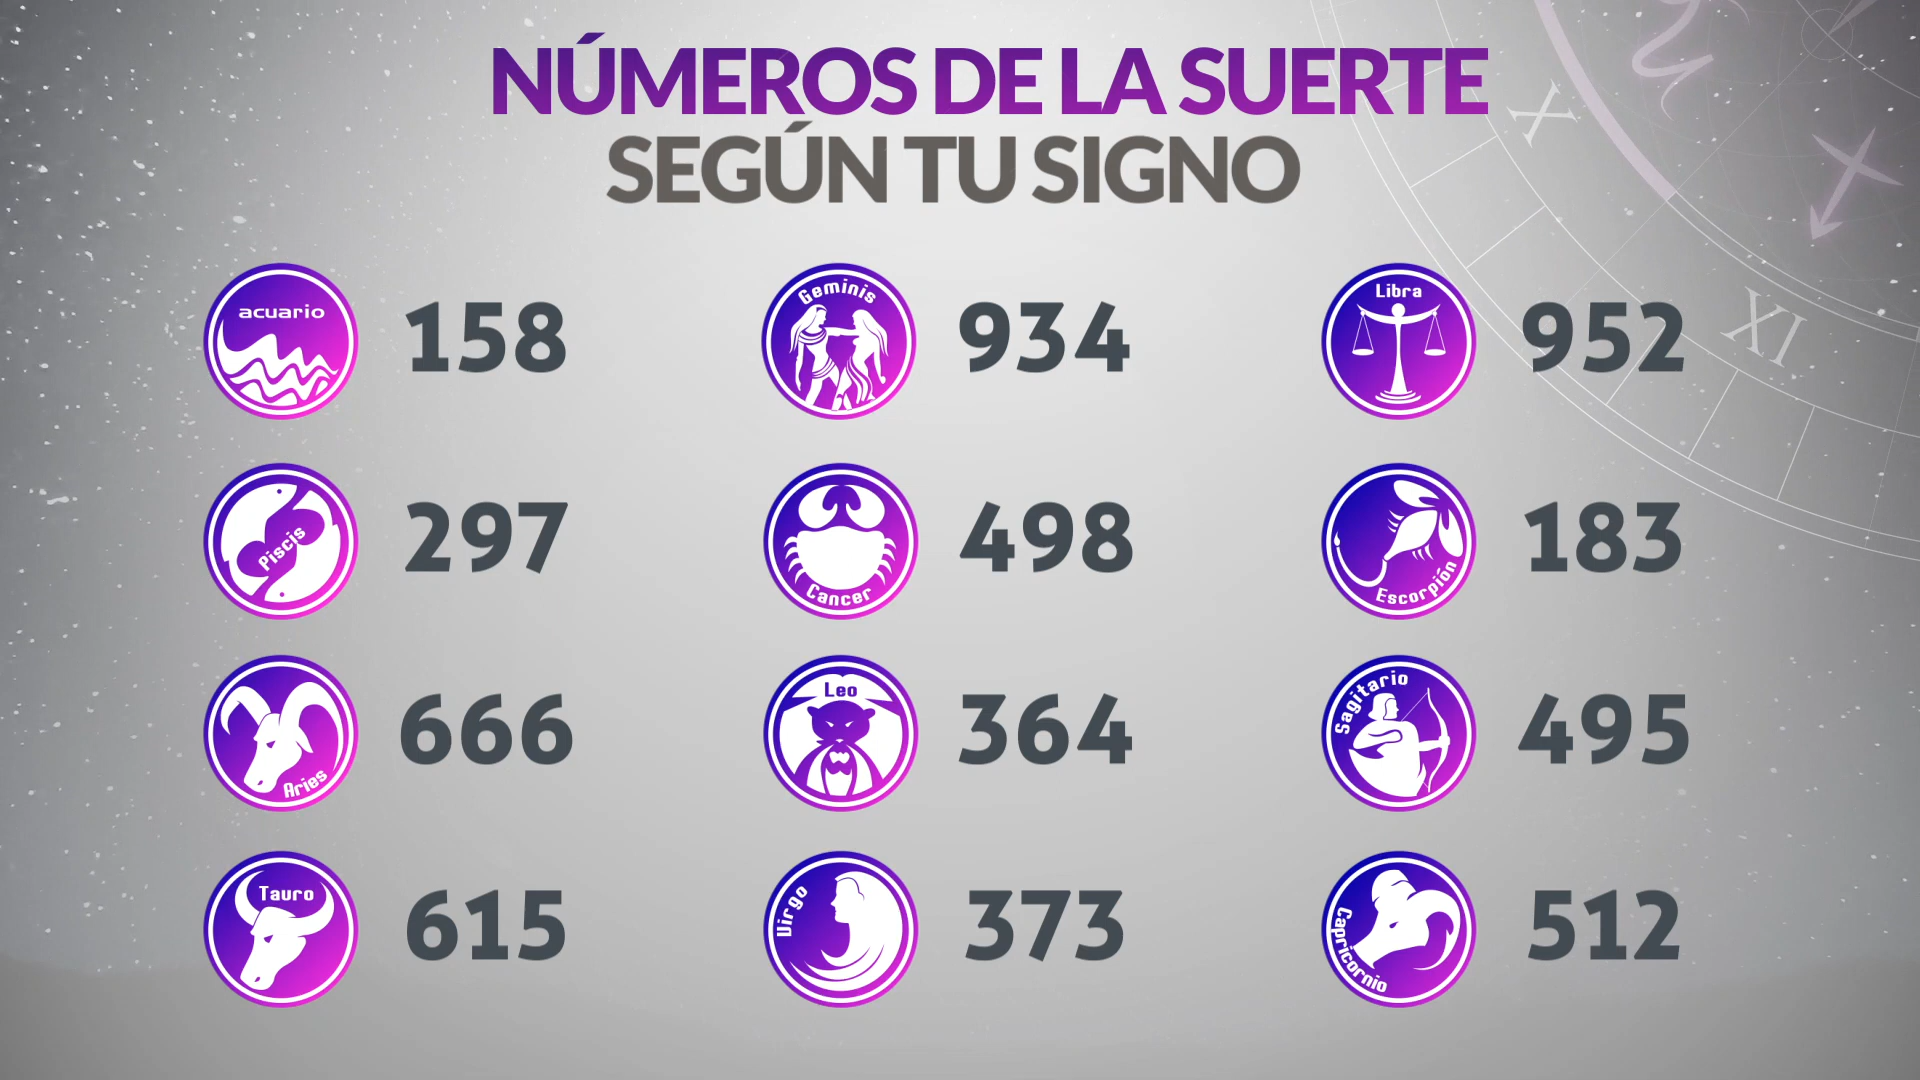 NÚMEROS DE LA SUERTE
SEGÚN TU SIGNO
acuario 158
Geminis 934
Libra 952
Piscis 297
Cancer 498
Escorpión 183
Aries 666
Leo 364
Sagitario 495
Tauro 615
Virgo 373
Capricornio 512
X
XI